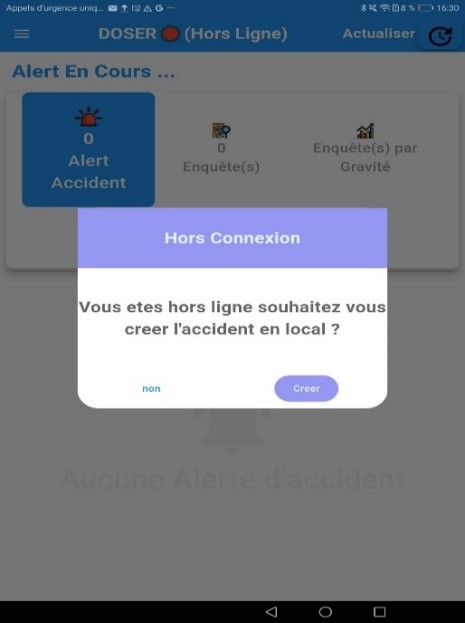 Appels d'urgence uniq...
8 % 16:30
DOSER (Hors Ligne) Actualiser
Alert En Cours ...
0
Alert
Accident
0
Enquête(s)
Enquête(s) par
Gravité
Hors Connexion
Vous etes hors ligne souhaitez vous
creer l'accident en local ?
non Creer
Aucune Alerte d'accident